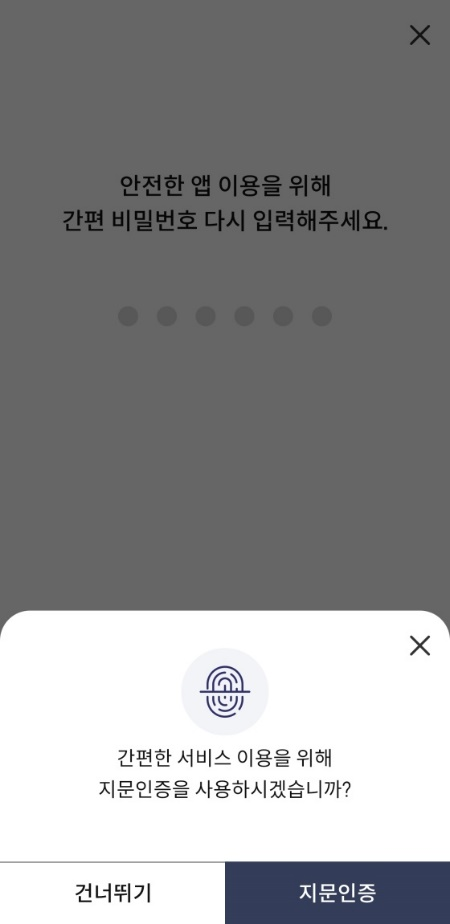 안전한 앱 이용을 위해
간편 비밀번호 다시 입력해주세요.
간편한 서비스 이용을 위해
지문인증을 사용하시겠습니까?
건너뛰기
지문인증